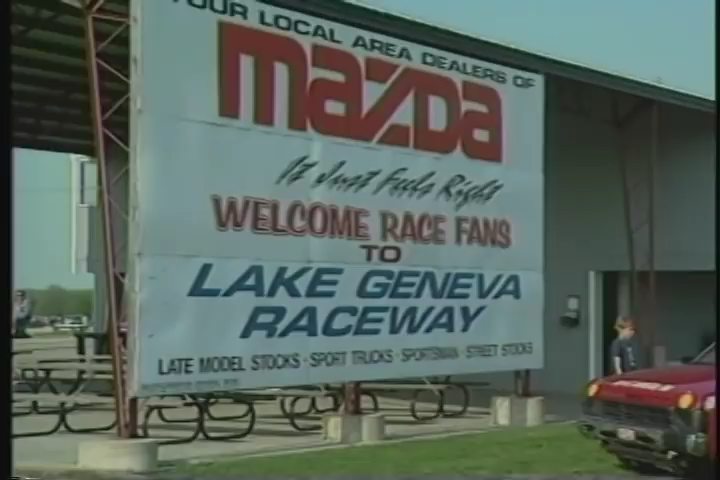 YOUR LOCAL AREA DEALERS OF
mazda
It Just Feels Right
WELCOME RACE FANS
TO
LAKE GENEVA
RACEWAY
LATE MODEL STOCKS · SPORT TRUCKS · SPORTSMAN · STREET STOCKS